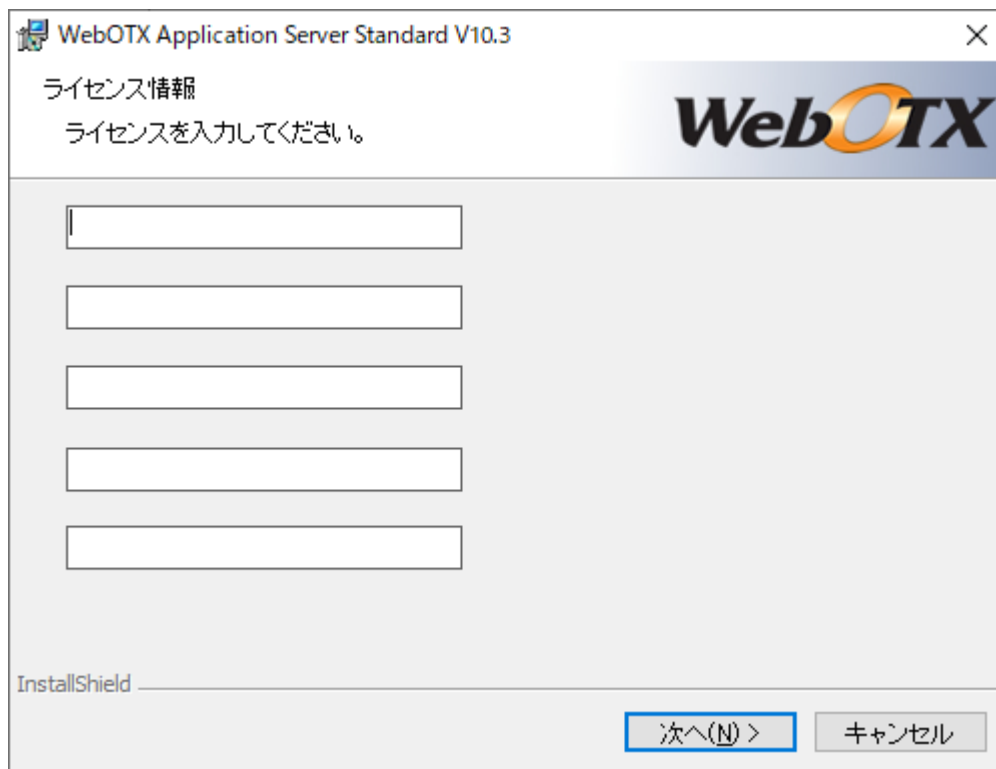 WebOTX Application Server Standard V10.3
ライセンス情報
ライセンスを入力してください。
WebOTX
InstallShield
次へ(N) >
キャンセル